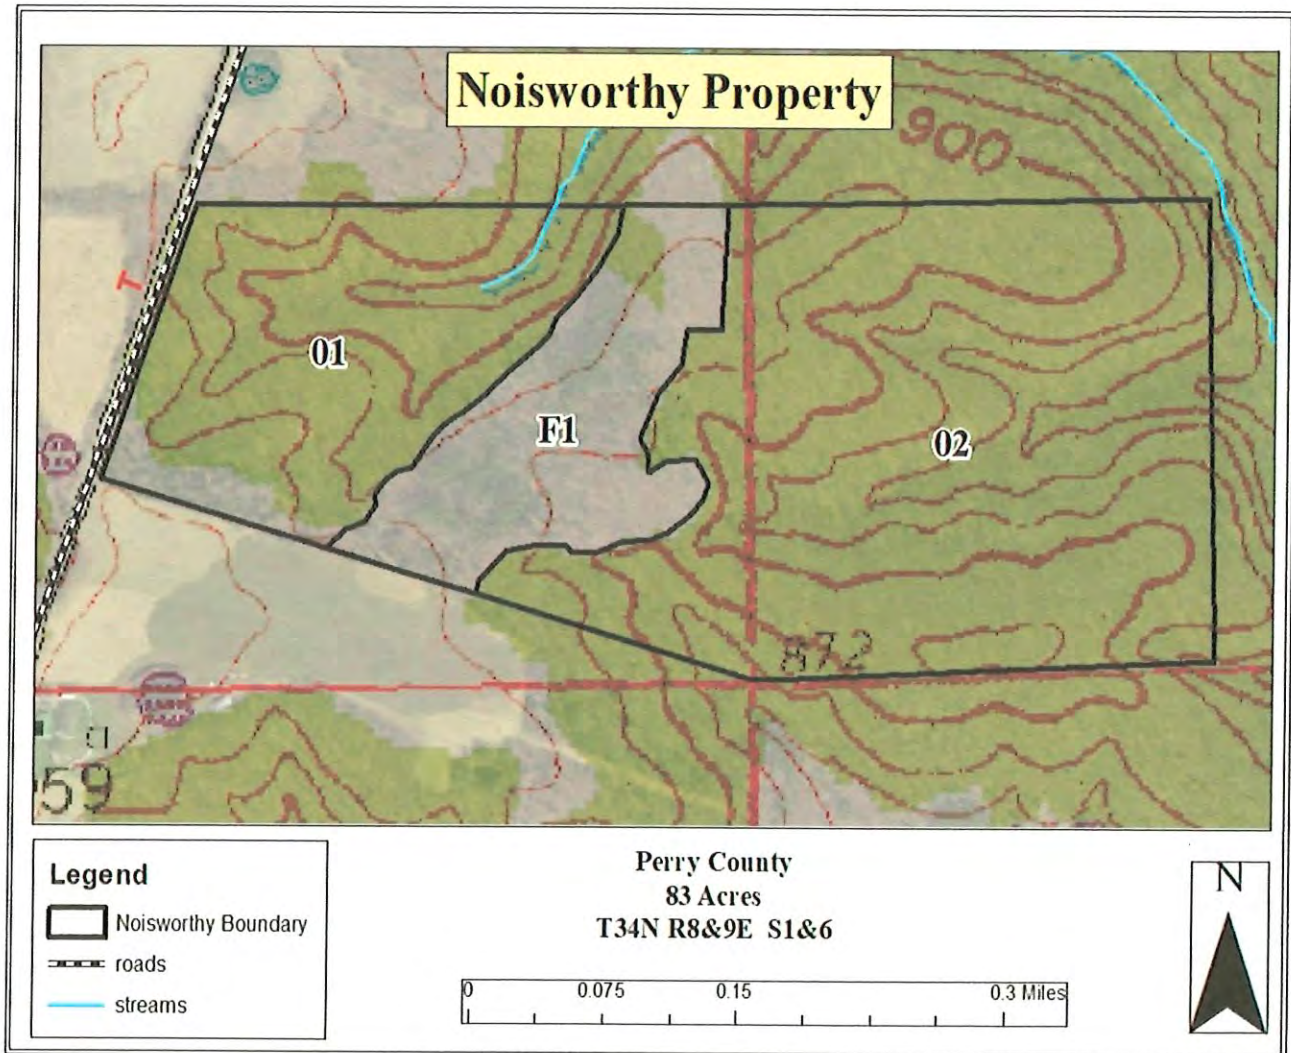 Noisworthy Property
900
T
01
F1
02
872
59
Legend
Noisworthy Boundary
roads
streams
Perry County
83 Acres
T34N R8&9E S1&6
0 0.075 0.15 0.3 Miles
N